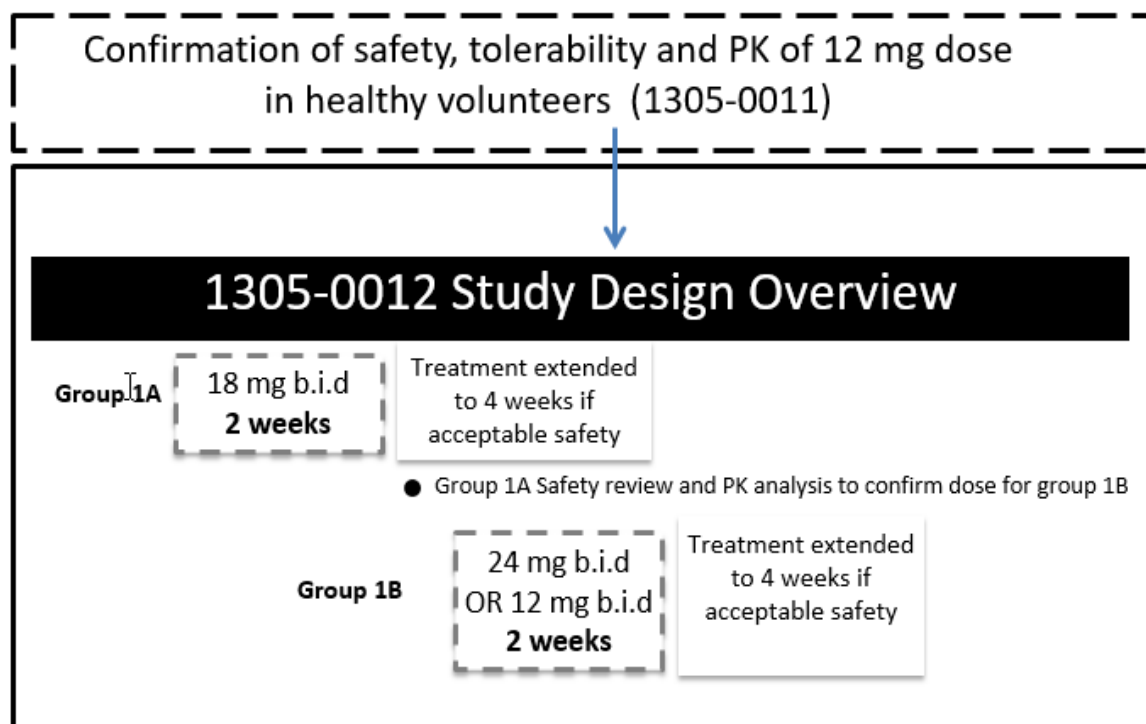 Confirmation of safety, tolerability and PK of 12 mg dose
in healthy volunteers (1305-0011)
1305-0012 Study Design Overview
Group 1A
18 mg b.i.d
2 weeks
Treatment extended
to 4 weeks if
acceptable safety
● Group 1A Safety review and PK analysis to confirm dose for group 1B
Group 1B
24 mg b.i.d
OR 12 mg b.i.d
2 weeks
Treatment extended
to 4 weeks if
acceptable safety